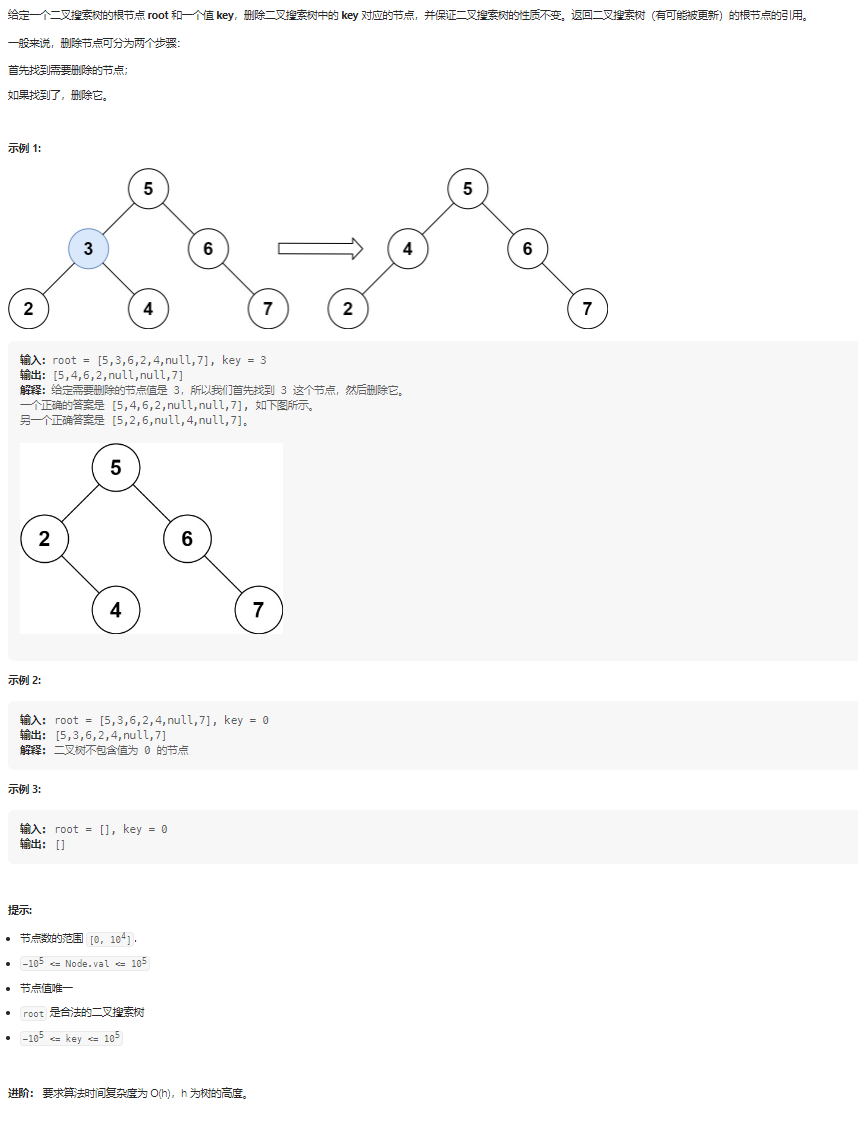 给定一个二叉搜索树的根节点 root 和一个值 key，删除二叉搜索树中的 key 对应的节点，并保证二叉搜索树的性质不变。返回二叉搜索树（有可能被更新）的根节点的引用。
一般来说，删除节点可分为两个步骤：
首先找到需要删除的节点；
如果找到了，删除它。
示例 1:
5
5
3
6
4
6
2
4
7
2
7
输入：root = [5,3,6,2,4,null,7], key = 3
输出：[5,4,6,2,null,null,7]
解释：给定需要删除的节点值是 3，所以我们首先找到 3 这个节点，然后删除它。
一个正确的答案是 [5,4,6,2,null,null,7], 如下图所示。
另一个正确答案是 [5,2,6,null,4,null,7]。
5
2
6
4
7
示例 2:
输入: root = [5,3,6,2,4,null,7], key = 0
输出: [5,3,6,2,4,null,7]
解释: 二叉树不包含值为 0 的节点
示例 3:
输入: root = [], key = 0
输出: []
提示:
节点数的范围 [0, 10⁴].
-10⁵ <= Node.val <= 10⁵
节点值唯一
root 是合法的二叉搜索树
-10⁵ <= key <= 10⁵
进阶： 要求算法时间复杂度为 O(h)，h 为树的高度。